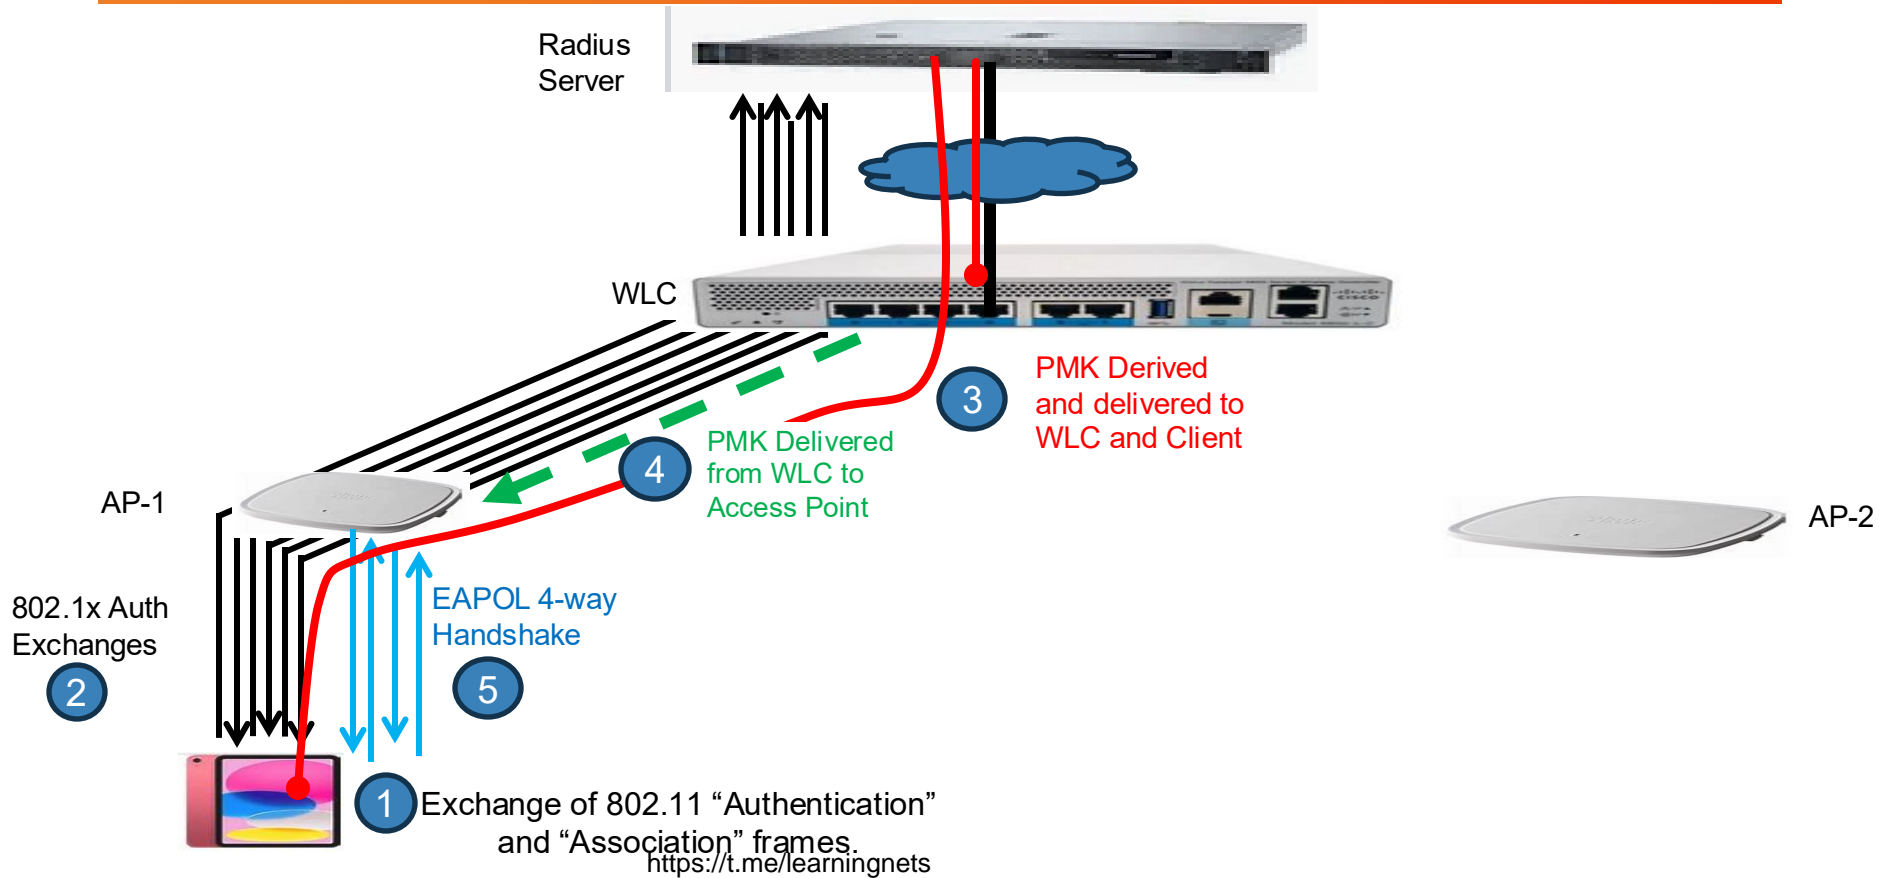 Radius
Server
WLC
CISCO
3
PMK Derived
and delivered to
WLC and Client
4
PMK Delivered
from WLC to
Access Point
AP-1
AP-2
802.1x Auth
Exchanges
2
EAPOL 4-way
Handshake
5
1
Exchange of 802.11 “Authentication”
and “Association” frames.
https://t.me/learningnets